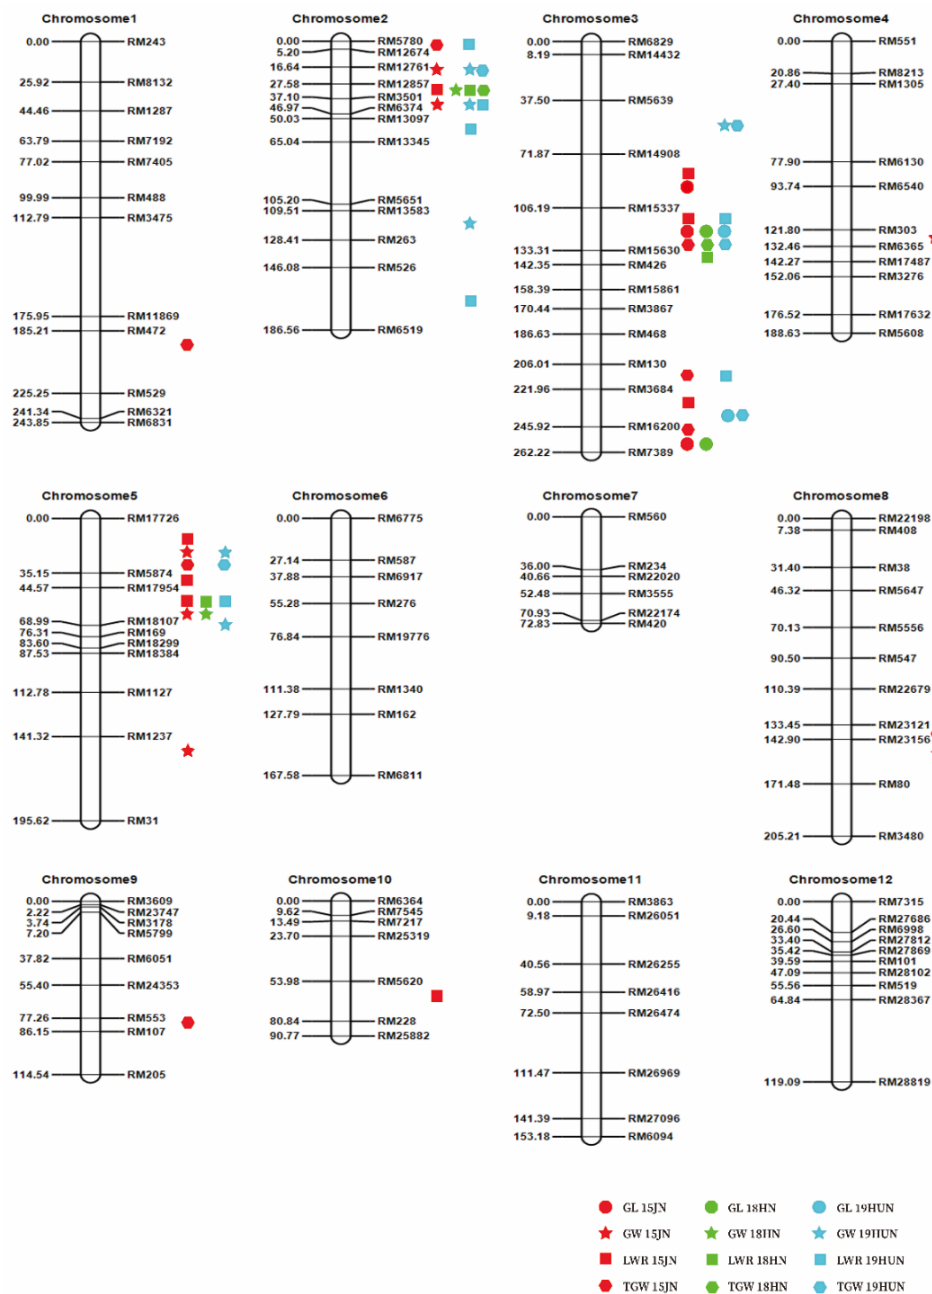 Chromosome1
0.00 RM243
25.92 RM8132
44.46 RM1287
63.79 RM7192
77.02 RM7405
99.99 RM488
112.79 RM3475
175.95 RM11869
185.21 RM472
225.25 RM529
241.34 RM6321
243.85 RM6831
Chromosome2
0.00 RM5780
5.20 RM12674
16.64 RM12761
27.58 RM12857
37.10 RM3501
46.97 RM6374
50.03 RM13097
65.04 RM13345
105.20 RM5651
109.51 RM13583
128.41 RM263
146.08 RM526
186.56 RM6519
Chromosome3
0.00 RM6829
8.19 RM14432
37.50 RM5639
71.87 RM14908
106.19 RM15337
133.31 RM15630
142.35 RM426
158.39 RM15861
170.44 RM3867
186.63 RM468
206.01 RM130
221.96 RM3684
245.92 RM16200
262.22 RM7389
Chromosome4
0.00 RM551
20.86 RM8213
27.40 RM1305
77.90 RM6130
93.74 RM6540
121.80 RM303
132.46 RM6365
142.27 RM17487
152.06 RM3276
176.52 RM17632
188.63 RM5608
Chromosome5
0.00 RM17726
35.15 RM5874
44.57 RM17954
68.99 RM18107
76.31 RM169
83.60 RM18299
87.53 RM18384
112.78 RM1127
141.32 RM1237
195.62 RM31
Chromosome6
0.00 RM6775
27.14 RM587
37.88 RM6917
55.28 RM276
76.84 RM19776
111.38 RM1340
127.79 RM162
167.58 RM6811
Chromosome7
0.00 RM560
36.00 RM234
40.66 RM22020
52.48 RM3555
70.93 RM22174
72.83 RM420
Chromosome8
0.00 RM22198
7.38 RM408
31.40 RM38
46.32 RM5647
70.13 RM5556
90.50 RM547
110.39 RM22679
133.45 RM23121
142.90 RM23156
171.48 RM80
205.21 RM3480
Chromosome9
0.00 RM3609
2.22 RM23747
3.74 RM3178
7.20 RM5799
37.82 RM6051
55.40 RM24353
77.26 RM553
86.15 RM107
114.54 RM205
Chromosome10
0.00 RM6364
9.62 RM7545
13.49 RM7217
23.70 RM25319
53.98 RM5620
80.84 RM228
90.77 RM25882
Chromosome11
0.00 RM3863
9.18 RM26051
40.56 RM26255
58.97 RM26416
72.50 RM26474
111.47 RM26969
141.39 RM27096
153.18 RM6094
Chromosome12
0.00 RM7315
20.44 RM27686
26.60 RM6998
33.40 RM27812
35.42 RM27869
39.59 RM101
47.09 RM28102
55.56 RM519
64.84 RM28367
119.09 RM28819
GL 15JN GL 18HN GL 19HUN
GW 15JN GW 18HN GW 19HUN
LWR 15JN LWR 18HN LWR 19HUN
TGW 15JN TGW 18HN TGW 19HUN